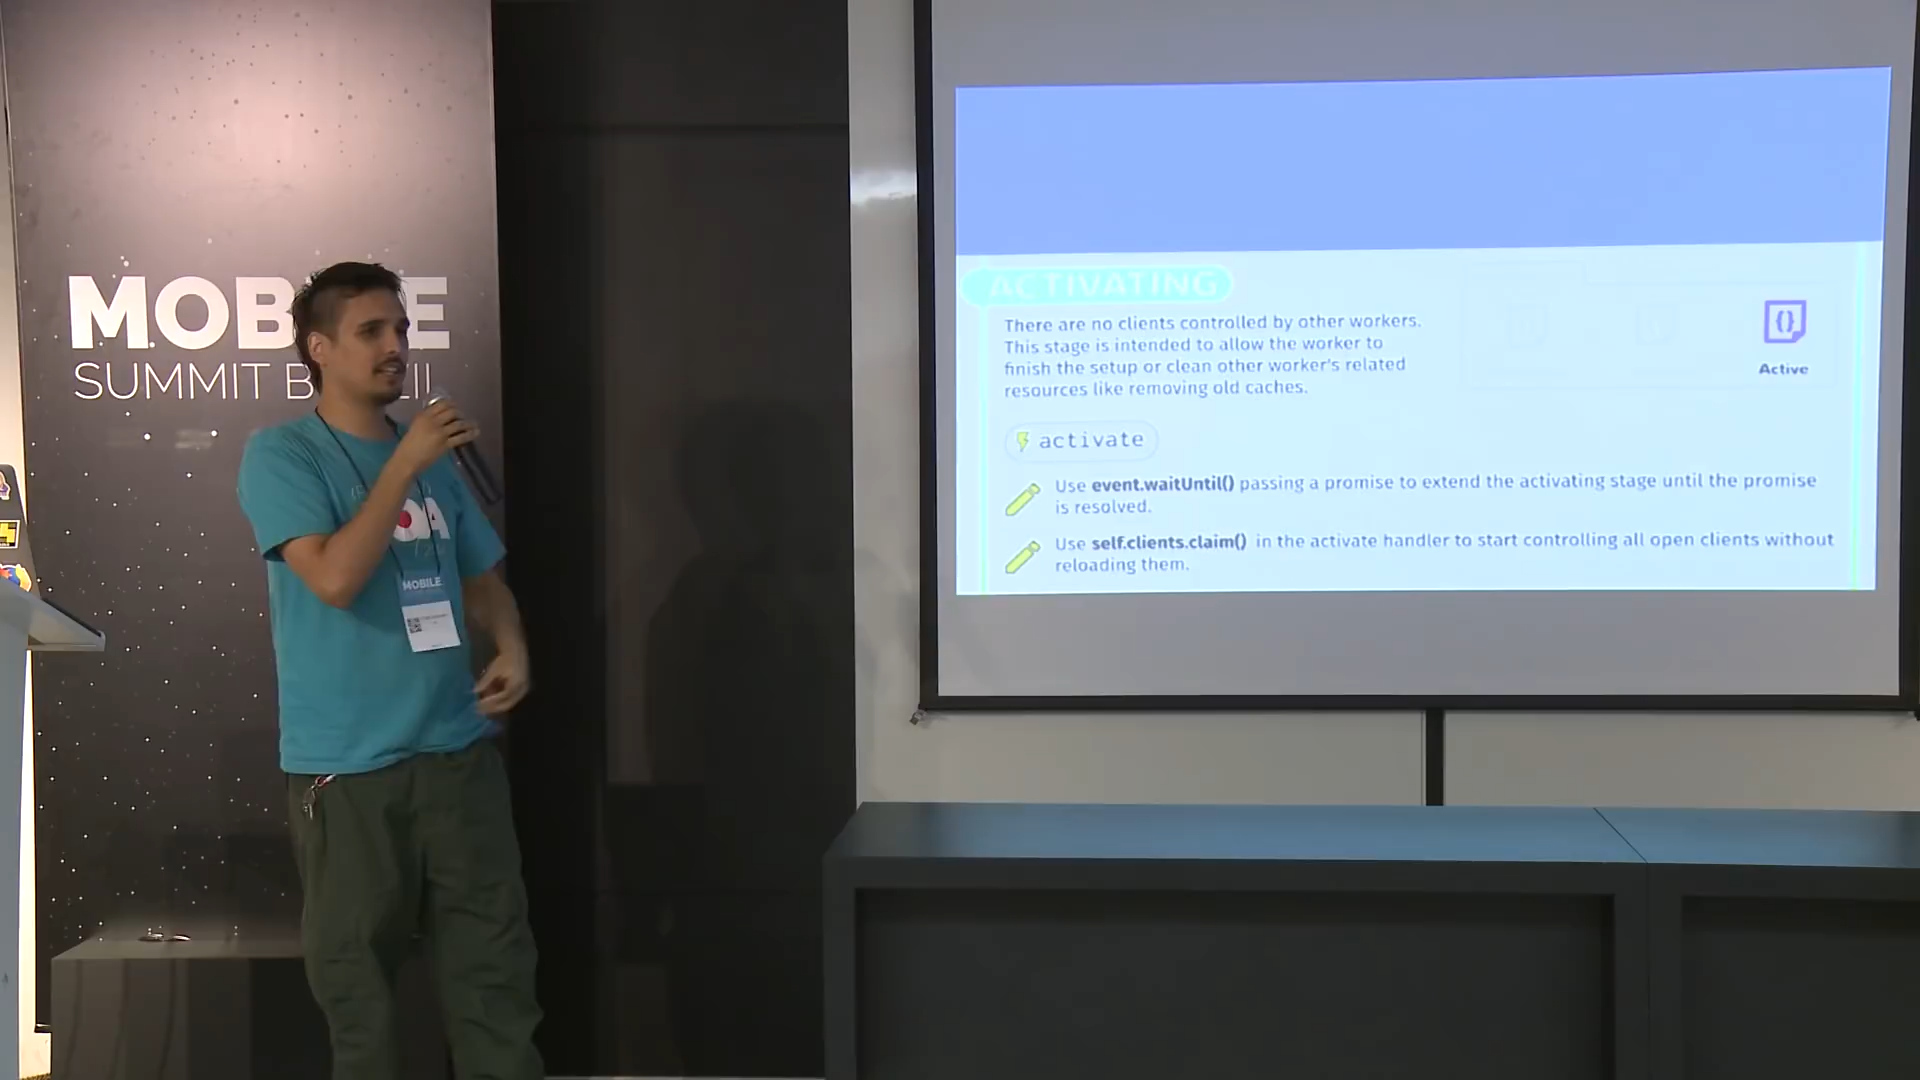 MOBILE
SUMMIT B ZIL
MOBILE
ACTIVATING
There are no clients controlled by other workers.
This stage is intended to allow the worker to
finish the setup or clean other worker's related
resources like removing old caches.
Active
activate
Use event.waitUntil() passing a promise to extend the activating stage until the promise
is resolved.
Use self.clients.claim() in the activate handler to start controlling all open clients without
reloading them.